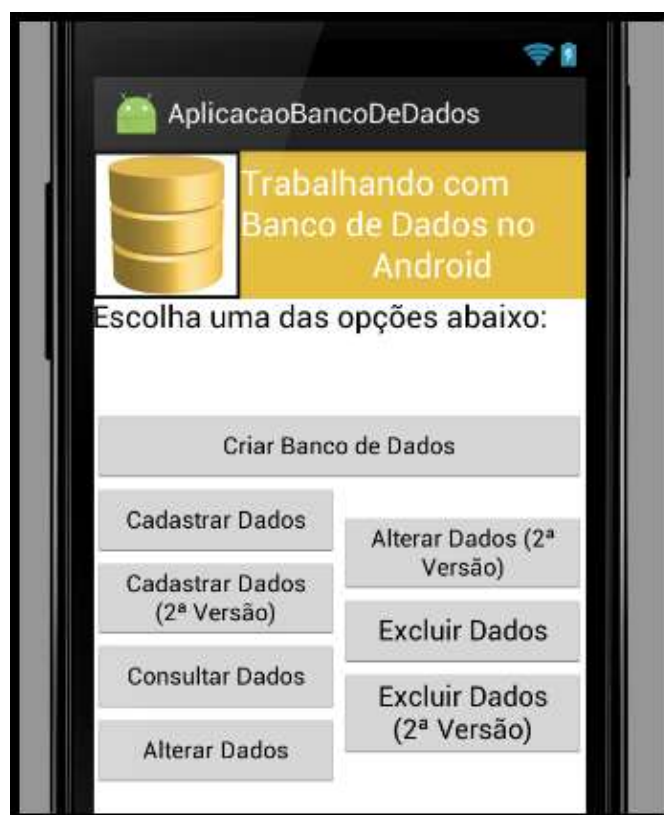 AplicacaoBancoDeDados
Trabalhando com
Banco de Dados no
Android
Escolha uma das opções abaixo:
Criar Banco de Dados
Cadastrar Dados
Cadastrar Dados
(2ª Versão)
Consultar Dados
Alterar Dados
Alterar Dados (2ª
Versão)
Excluir Dados
Excluir Dados
(2ª Versão)